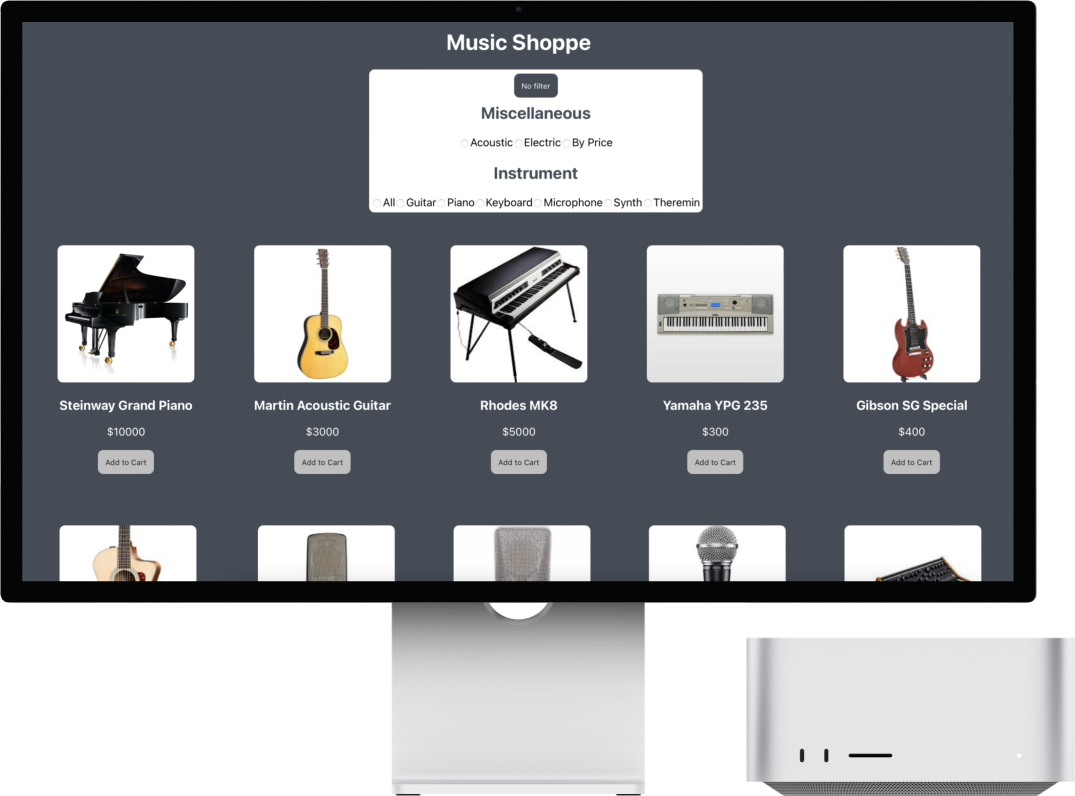 Music Shoppe
No filter
Miscellaneous
Acoustic Electric By Price
Instrument
All Guitar Piano Keyboard Microphone Synth Theremin
Steinway Grand Piano Martin Acoustic Guitar Rhodes MK8 Yamaha YPG 235 Gibson SG Special
$10000 $3000 $5000 $300 $400
Add to Cart Add to Cart Add to Cart Add to Cart Add to Cart